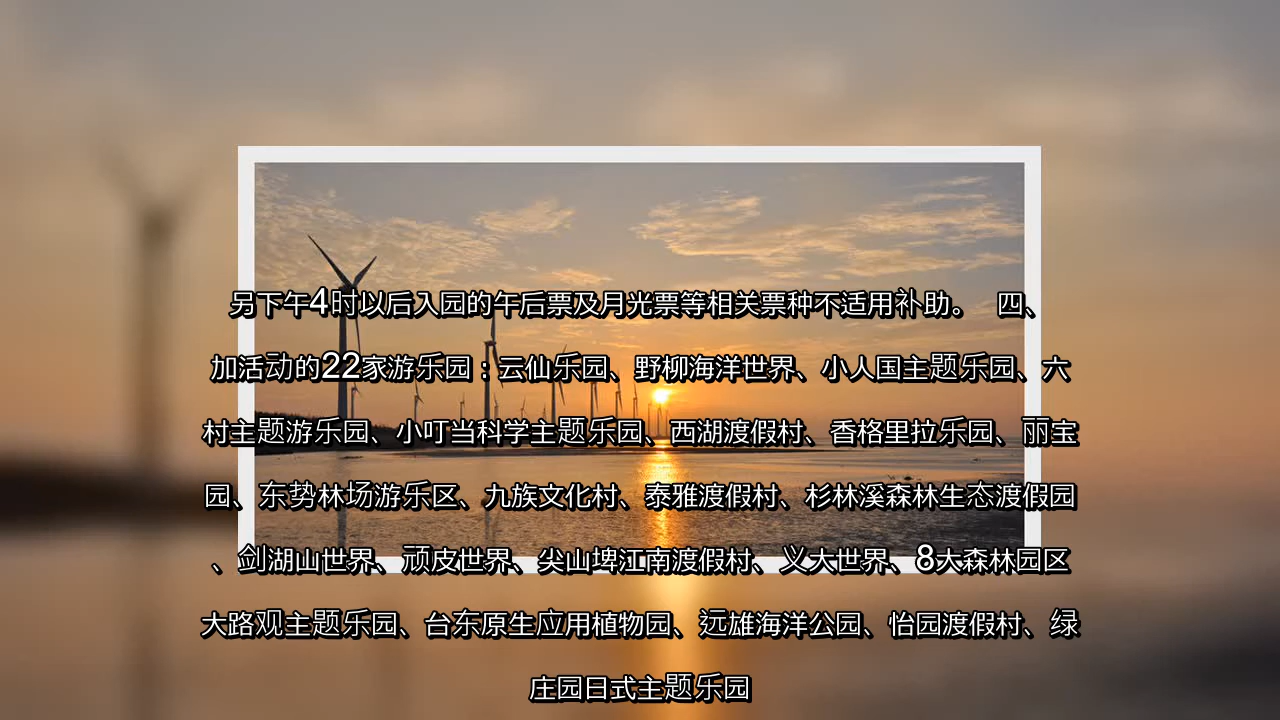 另下午4时以后入园的午后票及月光票等相关票种不适用补助。 四、
加活动的22家游乐园：云仙乐园、野柳海洋世界、小人国主题乐园、六
村主题游乐园、小叮当科学主题乐园、西湖渡假村、香格里拉乐园、丽宝
园、东势林场游乐区、九族文化村、泰雅渡假村、杉林溪森林生态渡假园
、剑湖山世界、顽皮世界、尖山埤江南渡假村、义大世界、8大森林园区
大路观主题乐园、台东原生应用植物园、远雄海洋公园、怡园渡假村、绿
庄园日式主题乐园